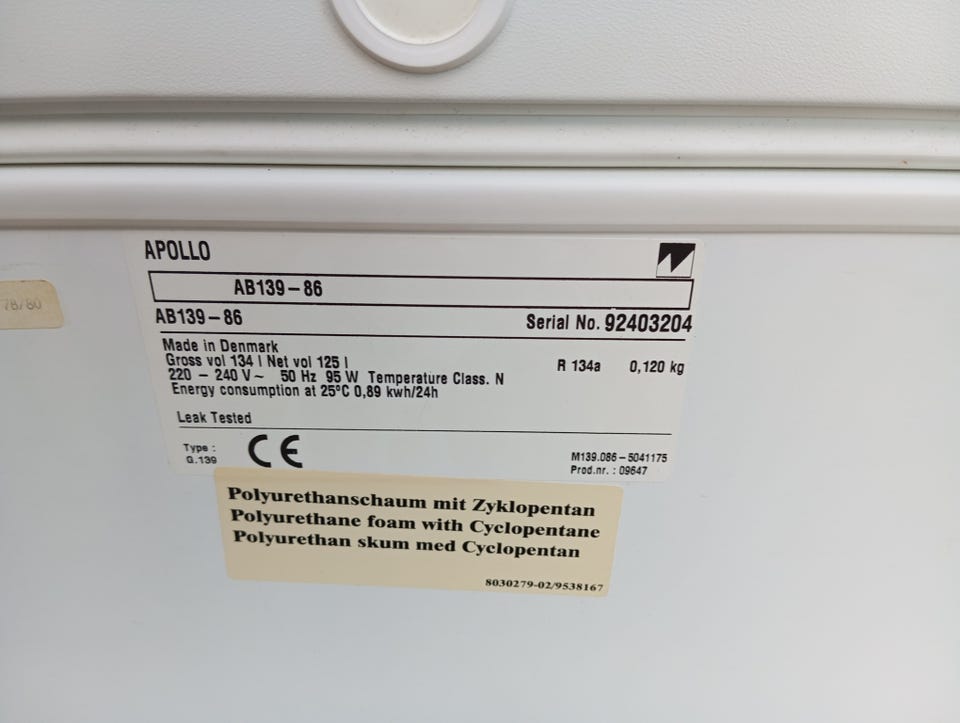 APOLLO
AB139-86
AB139-86 Serial No. 92403204
Made in Denmark
Gross vol 134 l Net vol 125 l R 134a 0,120 kg
220 - 240 V~ 50 Hz 95 W Temperature Class. N
Energy consumption at 25°C 0,89 kwh/24h
Leak Tested
Type :
G.139
CE
M139.086-5041175
Prod.nr. : 09647
78/80
Polyurethanschaum mit Zyklopentan
Polyurethane foam with Cyclopentane
Polyurethan skum med Cyclopentan
8030279-02/9538167